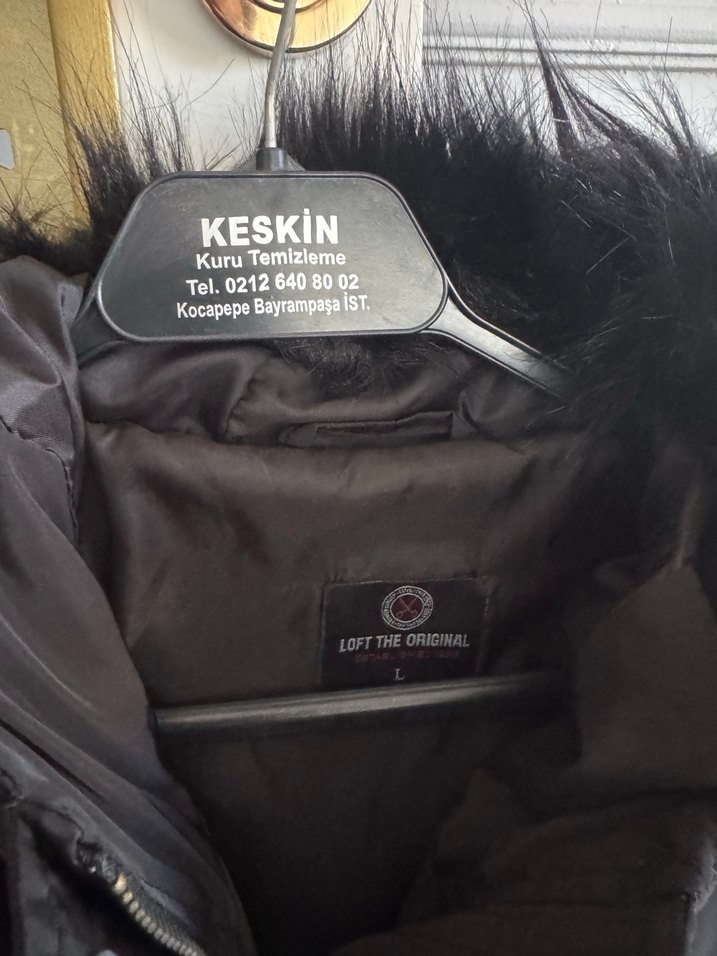 KESKİN
Kuru Temizleme
Tel. 0212 640 80 02
Kocapepe Bayrampaşa İST.
LOFT THE ORIGINAL
L